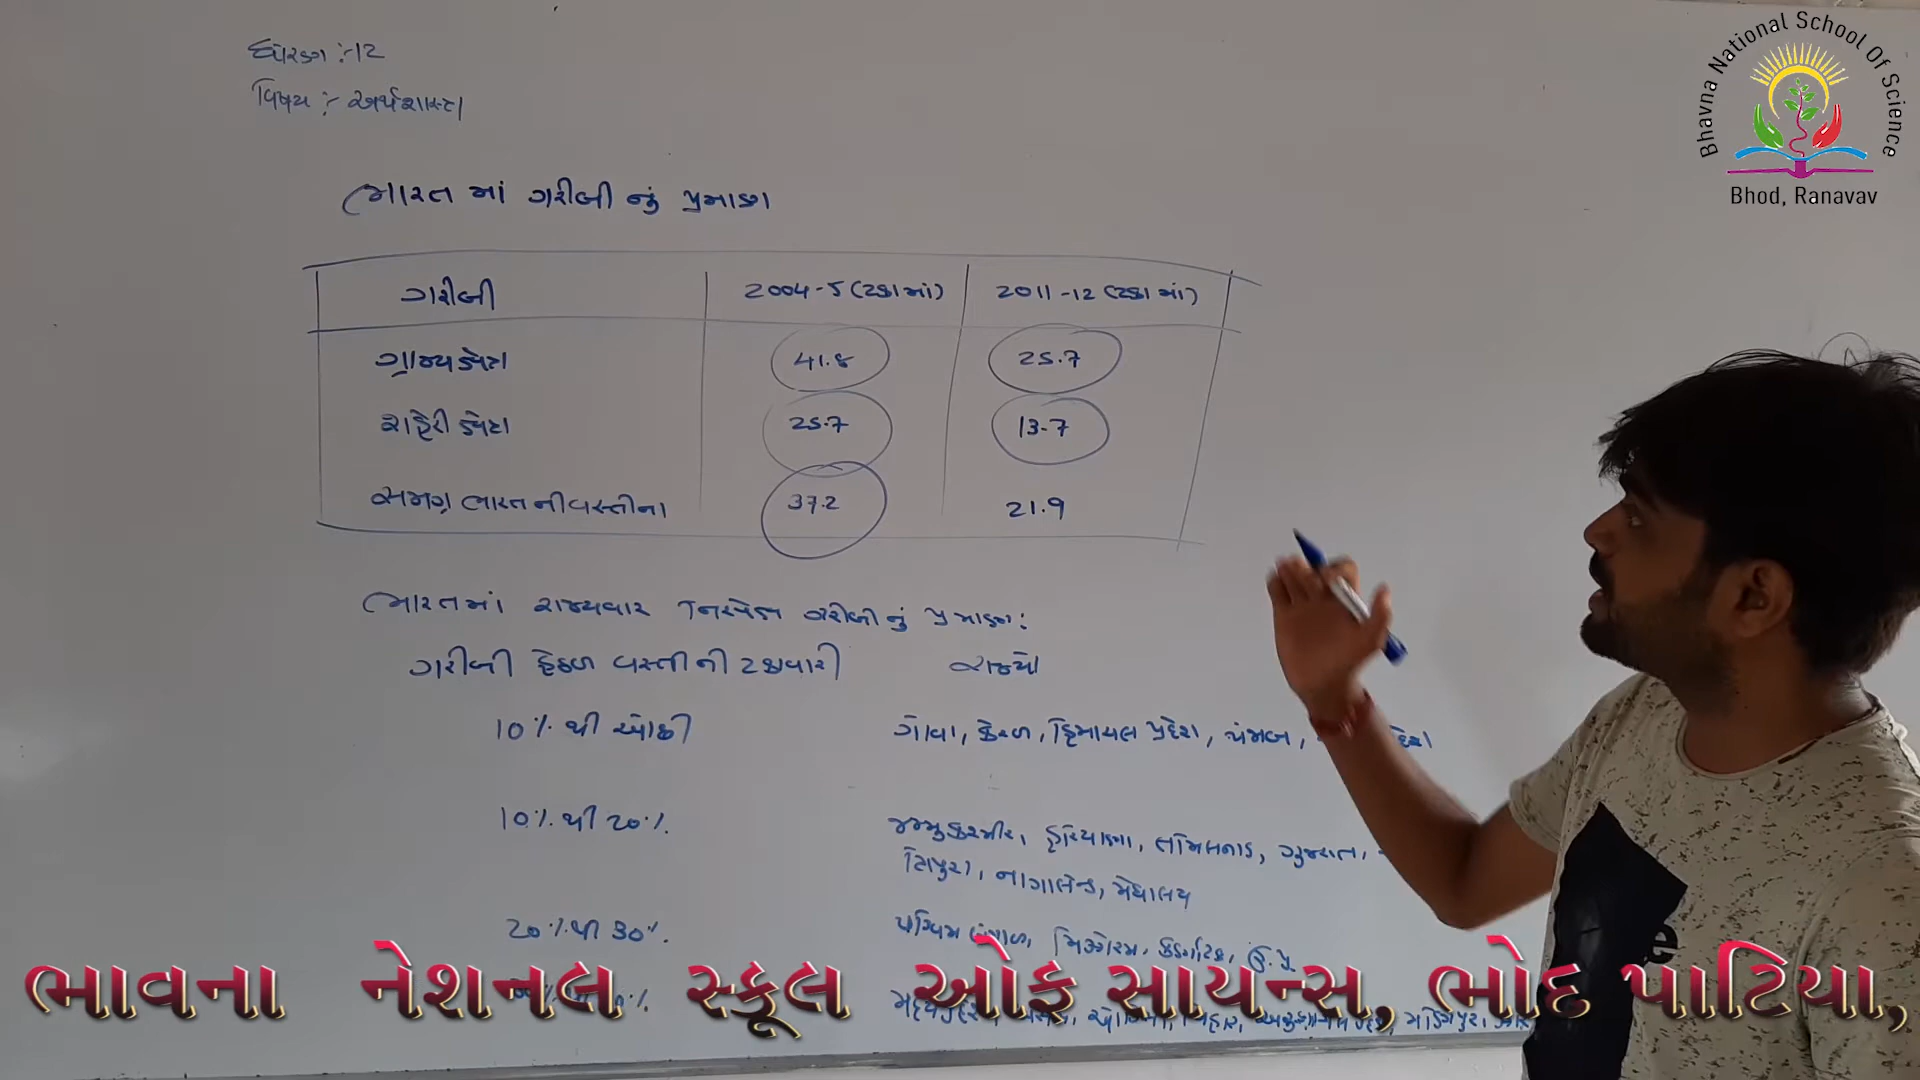 ધોરણ :- 12
વિષય :- અર્થશાસ્ત્ર
Bhavna National School Of Science
Bhod, Ranavav
ભારત માં ગરીબી નું પ્રમાણ
ગરીબી 2004-5 (ટકા માં) 2011-12 (ટકા માં)
ગ્રામ્ય ક્ષેત્ર 41.8 25.7
શહેરી ક્ષેત્ર 25.7 13.7
સમગ્ર ભારત ની વસ્તીના 37.2 21.9
ભારતમાં રાજ્યવાર નિરપેક્ષ ગરીબી નું પ્રમાણ :
ગરીબી હેઠળ વસ્તી ની ટકાવારી રાજ્યો
10% થી ઓછી ગોવા, કેરળ, હિમાચલ પ્રદેશ, પંજાબ,
10% થી 20% જમ્મુકશ્મીર, હરિયાણા, તમિલનાડ, ગુજરાત,
ત્રિપુરા, નાગાલેન્ડ, મેઘાલય
20% થી 30% પશ્ચિમ બંગાળ, મિઝોરમ, કર્ણાટક, ઉ.પ્ર
ભાવના નેશનલ સ્કૂલ ઓફ સાયન્સ, ભોદ પાટિયા,